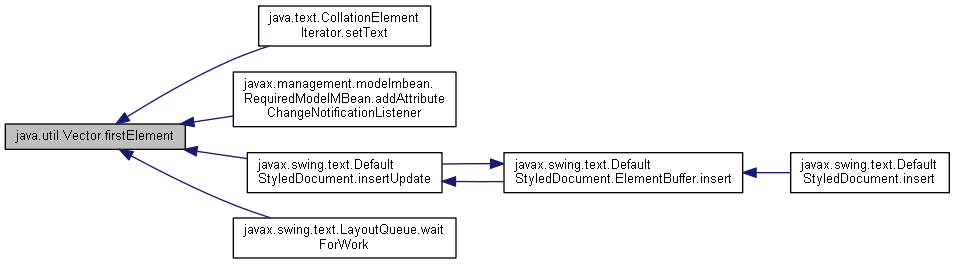 java.text.CollationElement
Iterator.setText
javax.management.modelmbean.
RequiredModelMBean.addAttribute
ChangeNotificationListener
java.util.Vector.firstElement
javax.swing.text.Default
StyledDocument.insertUpdate
javax.swing.text.Default
StyledDocument.ElementBuffer.insert
javax.swing.text.Default
StyledDocument.insert
javax.swing.text.LayoutQueue.wait
ForWork